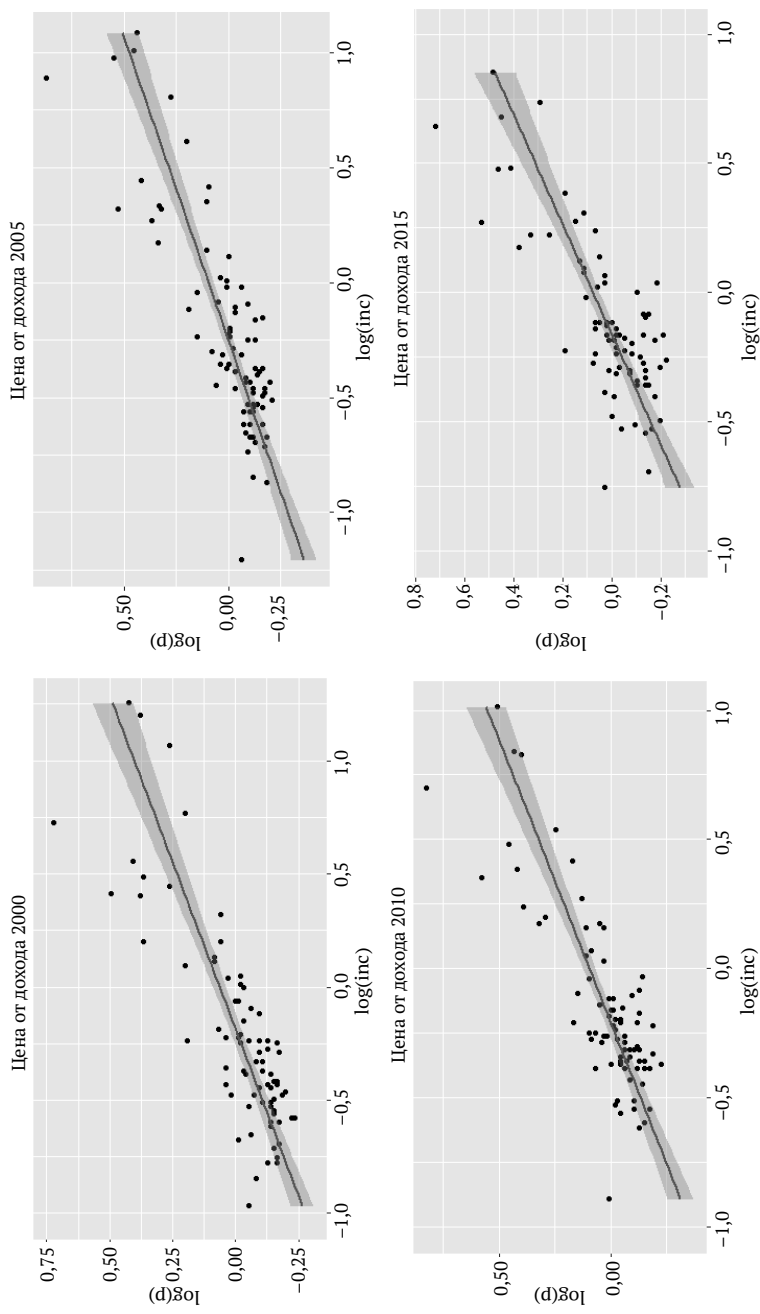 Цена от дохода 2000
log(p)
0,75
0,50
0,25
0,00
−0,25
−1,0 −0,5 0,0 0,5 1,0
log(inc)
Цена от дохода 2005
log(p)
0,50
0,00
−0,25
−1,0 −0,5 0,0 0,5 1,0
log(inc)
Цена от дохода 2010
log(p)
0,50
0,00
−1,0 −0,5 0,0 0,5 1,0
log(inc)
Цена от дохода 2015
log(p)
0,8
0,6
0,4
0,2
0,0
−0,2
−1,0 −0,5 0,0 0,5 1,0
log(inc)